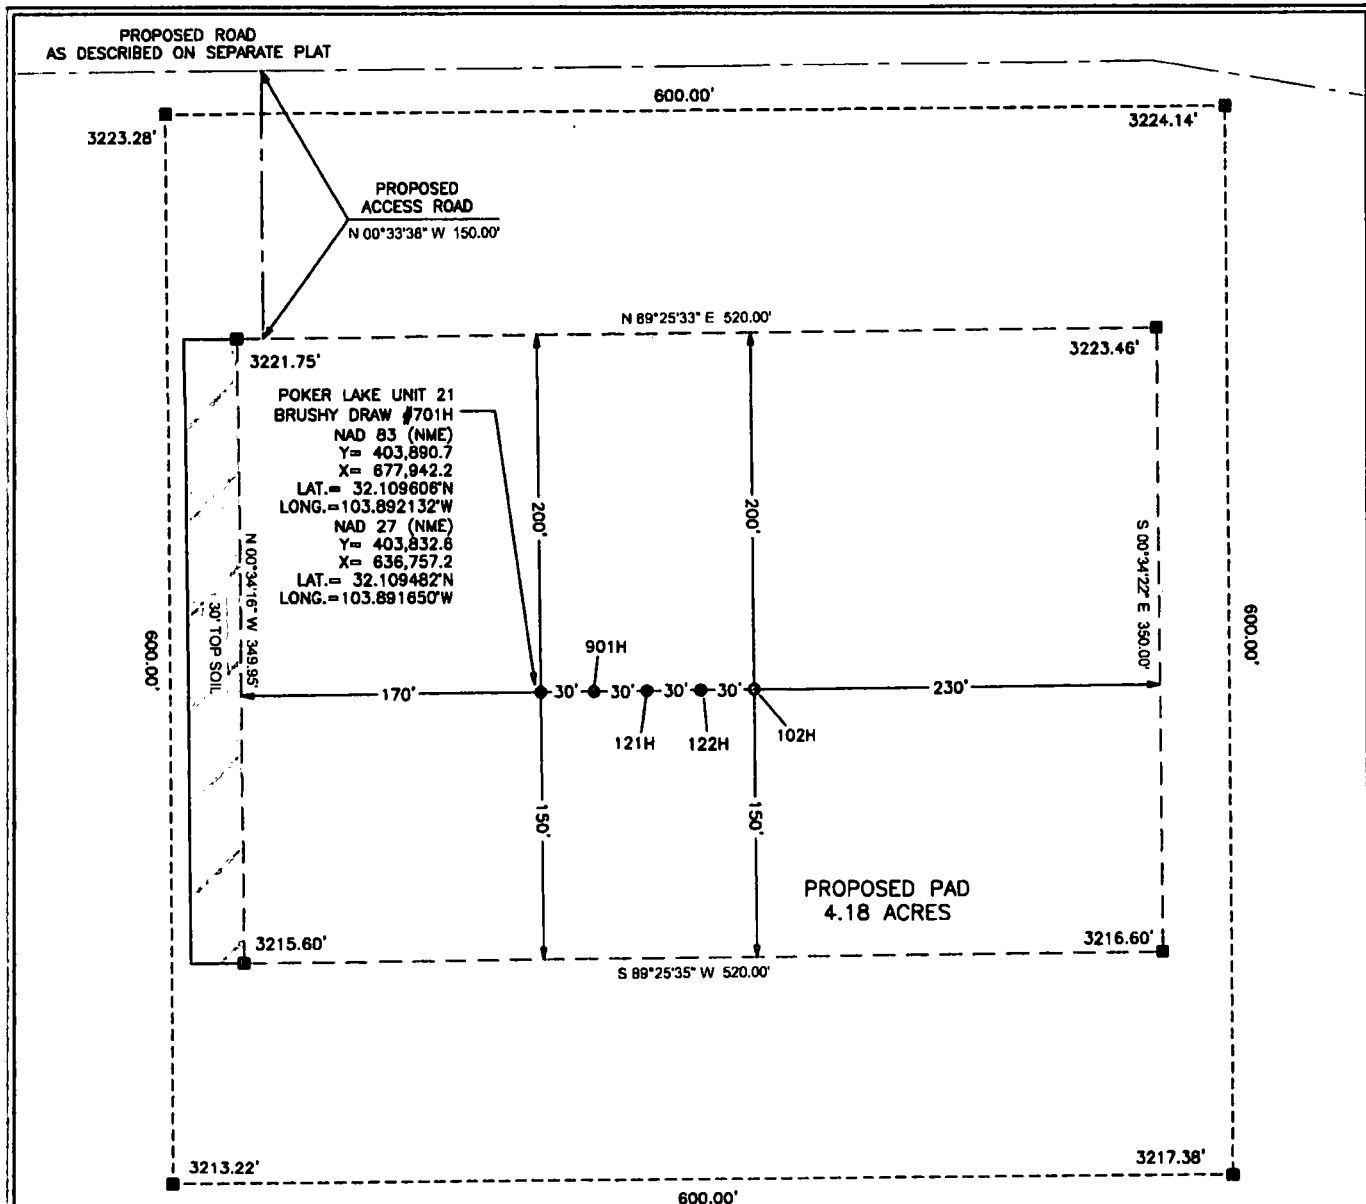 PROPOSED ROAD
AS DESCRIBED ON SEPARATE PLAT
600.00'
3223.28'
3224.14'
PROPOSED
ACCESS ROAD
N 00°33'38" W 150.00'
N 89°25'33" E 520.00'
3221.75'
3223.46'
POKER LAKE UNIT 21
BRUSHY DRAW #701H
NAD 83 (NME)
Y= 403,890.7
X= 677,942.2
LAT.= 32.109606°N
LONG.=103.892132°W
NAD 27 (NME)
Y= 403,832.6
X= 636,757.2
LAT.= 32.109482°N
LONG.=103.891650°W
200'
200'
N 00°34'16" W 349.95'
30' TOP SOIL
S 00°34'22" E 350.00'
600.00'
600.00'
901H
170'
30'
30'
30'
30'
230'
121H
122H
102H
150'
150'
PROPOSED PAD
4.18 ACRES
3215.60'
3216.60'
S 89°25'35" W 520.00'
3213.22'
3217.38'
600.00'